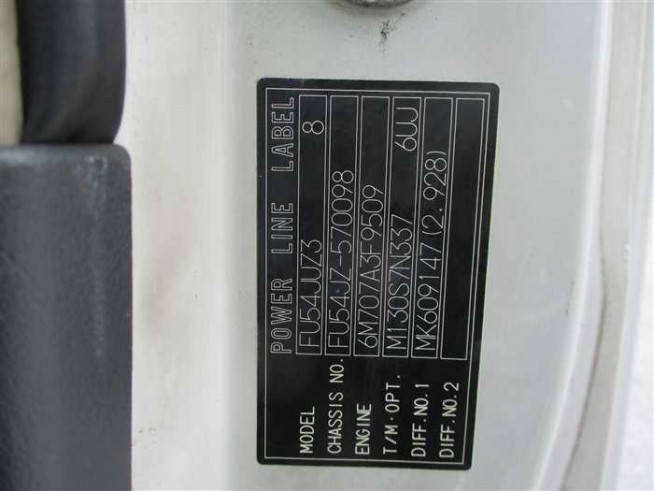 POWER LINE LABEL
MODEL FU54JUZ3 8
CHASSIS NO. FU54JZ-570098
ENGINE 6M707A3F9509
T/M·OPT. M130S7N337 6UJ
DIFF.NO.1 MK609147(2.928)
DIFF.NO.2